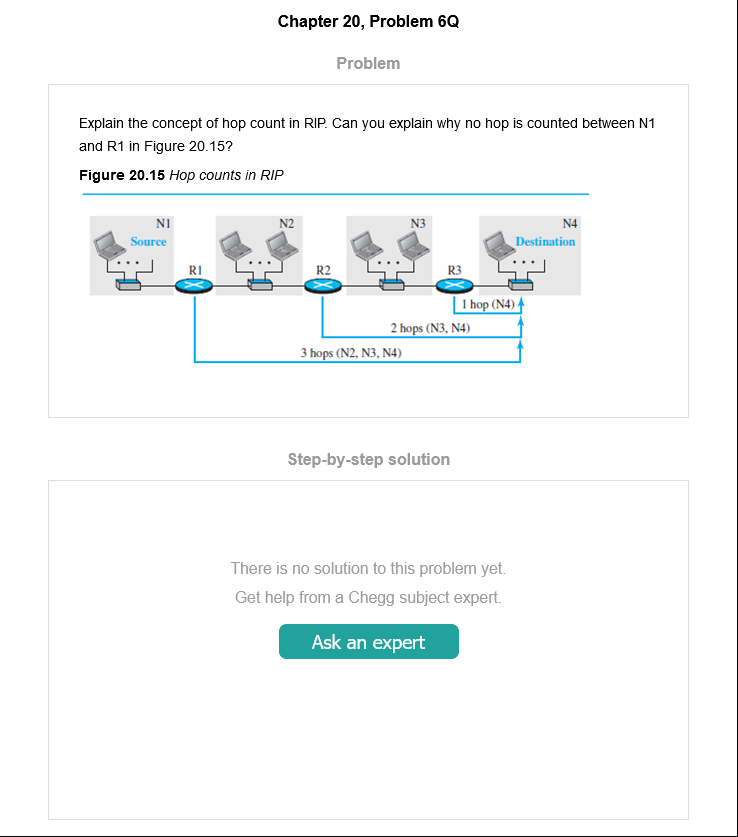 Chapter 20, Problem 6Q
Problem
Explain the concept of hop count in RIP. Can you explain why no hop is counted between N1
and R1 in Figure 20.15?
Figure 20.15 Hop counts in RIP
N1 N2 N3 N4
Source Destination
R1 R2 R3
1 hop (N4)
2 hops (N3, N4)
3 hops (N2, N3, N4)
Step-by-step solution
There is no solution to this problem yet.
Get help from a Chegg subject expert.
Ask an expert